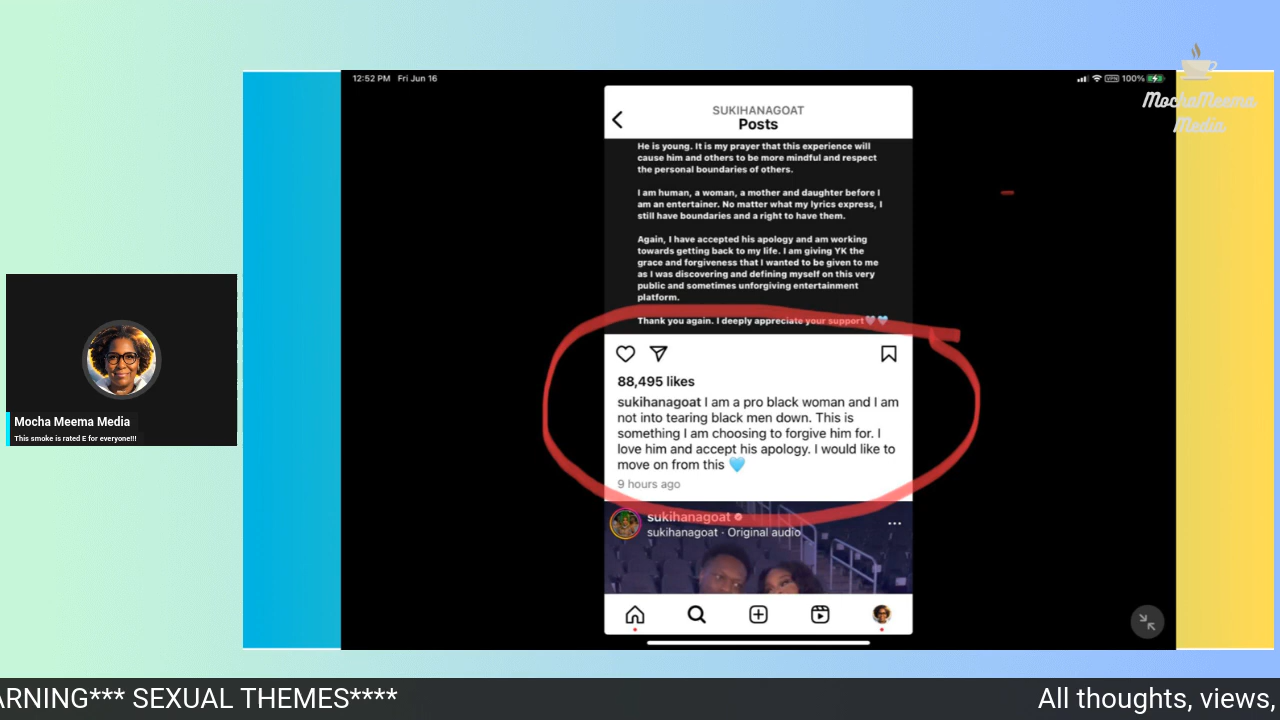 12:52 PM Fri Jun 16
VPN 100%
MochaMeema
Media
SUKIHANAGOAT
Posts
He is young. It is my prayer that this experience will
cause him and others to be more mindful and respect
the personal boundaries of others.
I am human, a woman, a mother and daughter before I
am an entertainer. No matter what my lyrics express, I
still have boundaries and a right to have them.
Again, I have accepted his apology and am working
towards getting back to my life. I am giving YK the
grace and forgiveness that I wanted to be given to me
as I was discovering and defining myself on this very
public and sometimes unforgiving entertainment
platform.
Thank you again. I deeply appreciate your support🤎🩵
88,495 likes
sukihanagoat I am a pro black woman and I am
not into tearing black men down. This is
something I am choosing to forgive him for. I
love him and accept his apology. I would like to
move on from this 🩵
9 hours ago
sukihanagoat
sukihanagoat · Original audio
Mocha Meema Media
This smoke is rated E for everyone!!!
ARNING*** SEXUAL THEMES****
All thoughts, views,